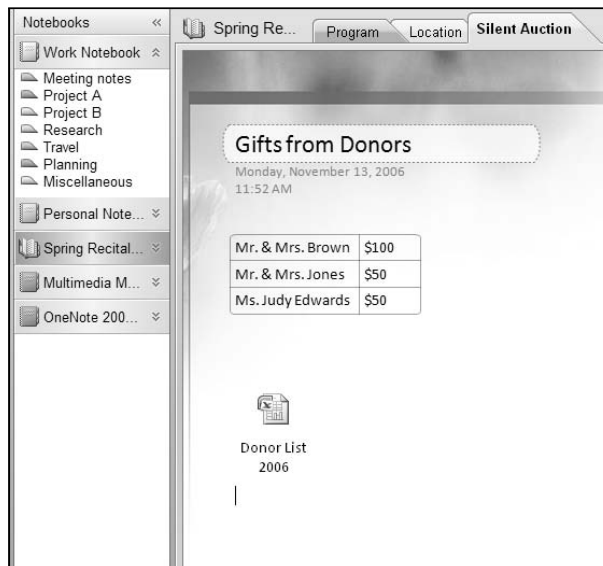 Notebooks «
Work Notebook
Meeting notes
Project A
Project B
Research
Travel
Planning
Miscellaneous
Personal Note...
Spring Recital...
Multimedia M...
OneNote 200...
Spring Re... Program Location Silent Auction
Gifts from Donors
Monday, November 13, 2006
11:52 AM
Mr. & Mrs. Brown $100
Mr. & Mrs. Jones $50
Ms. Judy Edwards $50
Donor List
2006